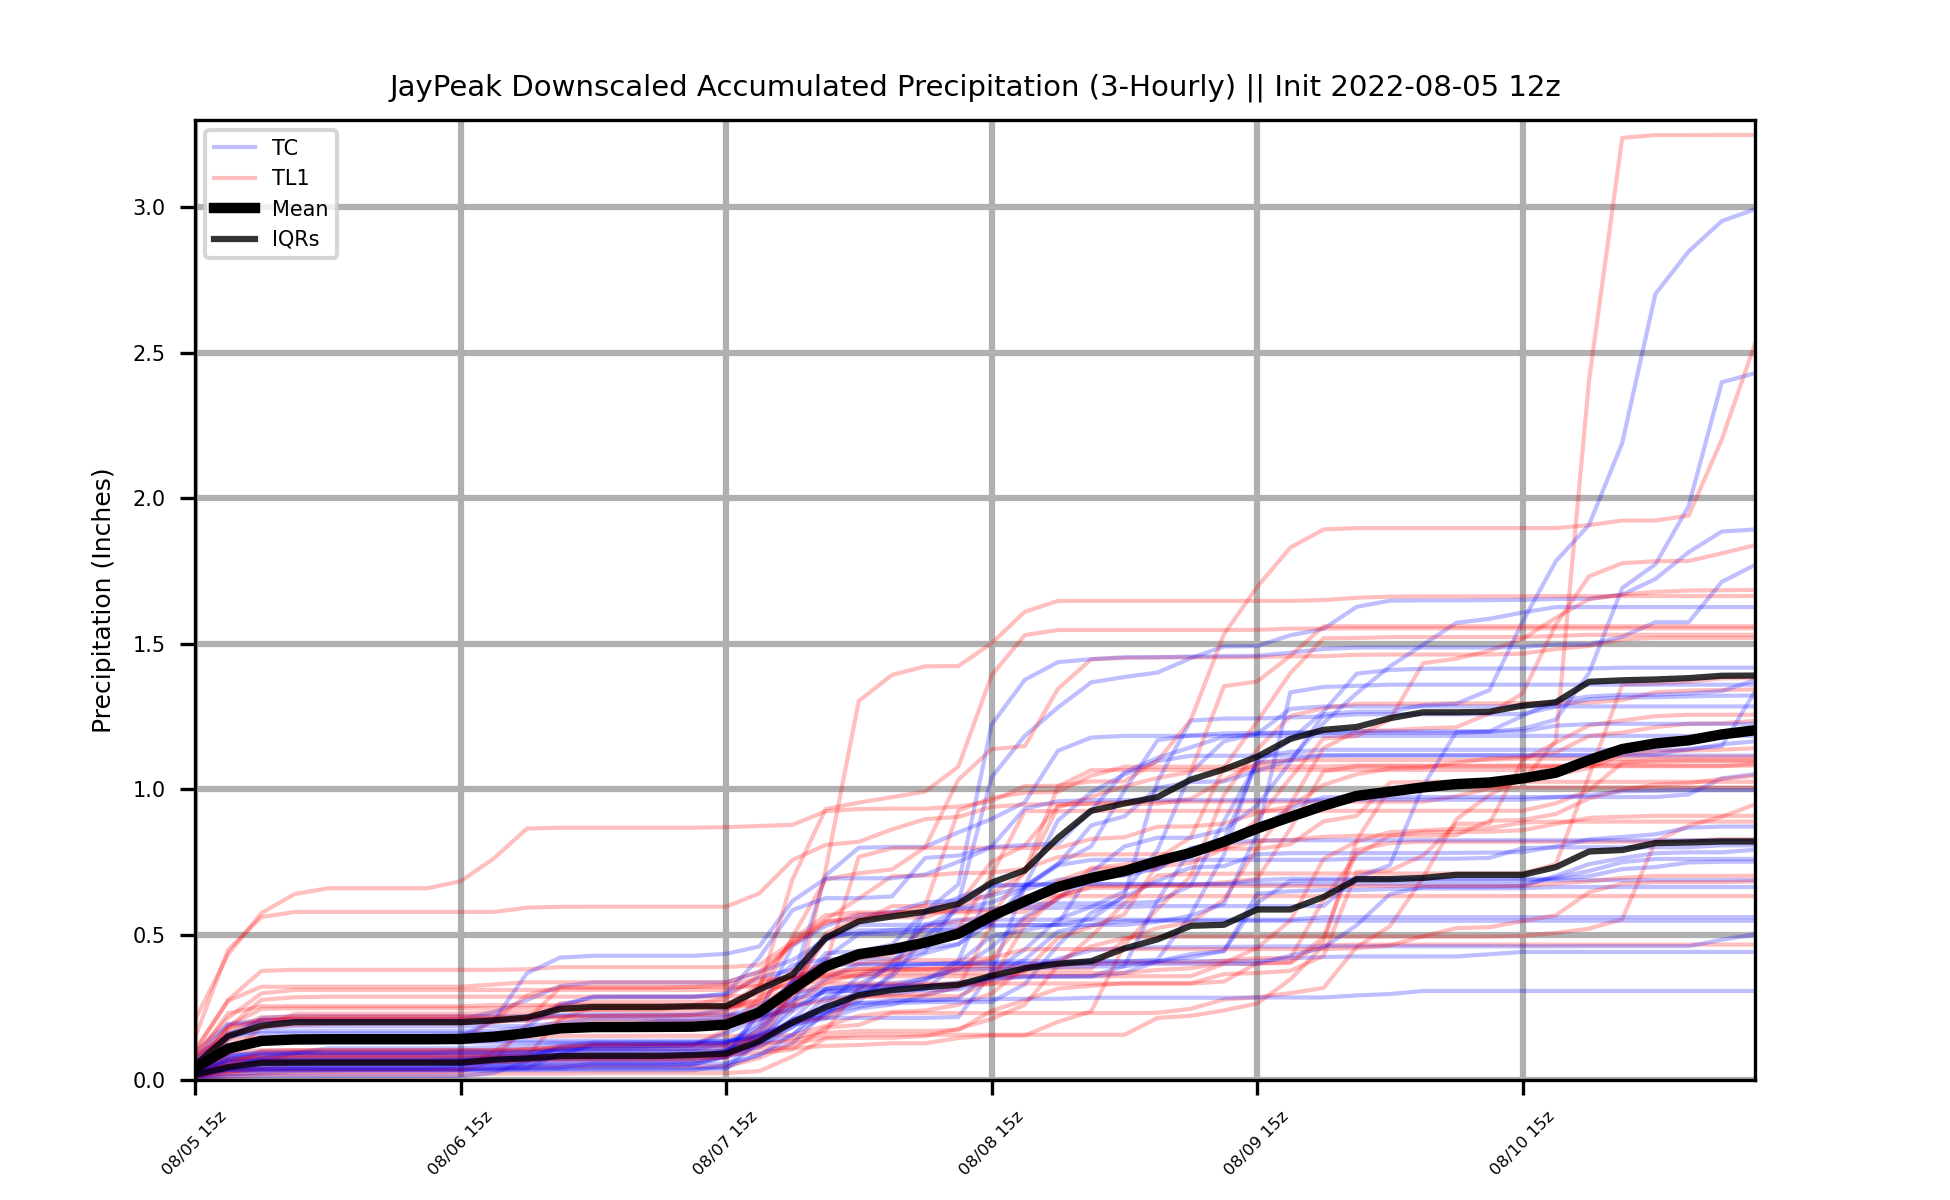 JayPeak Downscaled Accumulated Precipitation (3-Hourly) || Init 2022-08-05 12z
TC
TL1
Mean
IQRs
Precipitation (Inches)
3.0
2.5
2.0
1.5
1.0
0.5
0.0
08/05 15z
08/06 15z
08/07 15z
08/08 15z
08/09 15z
08/10 15z